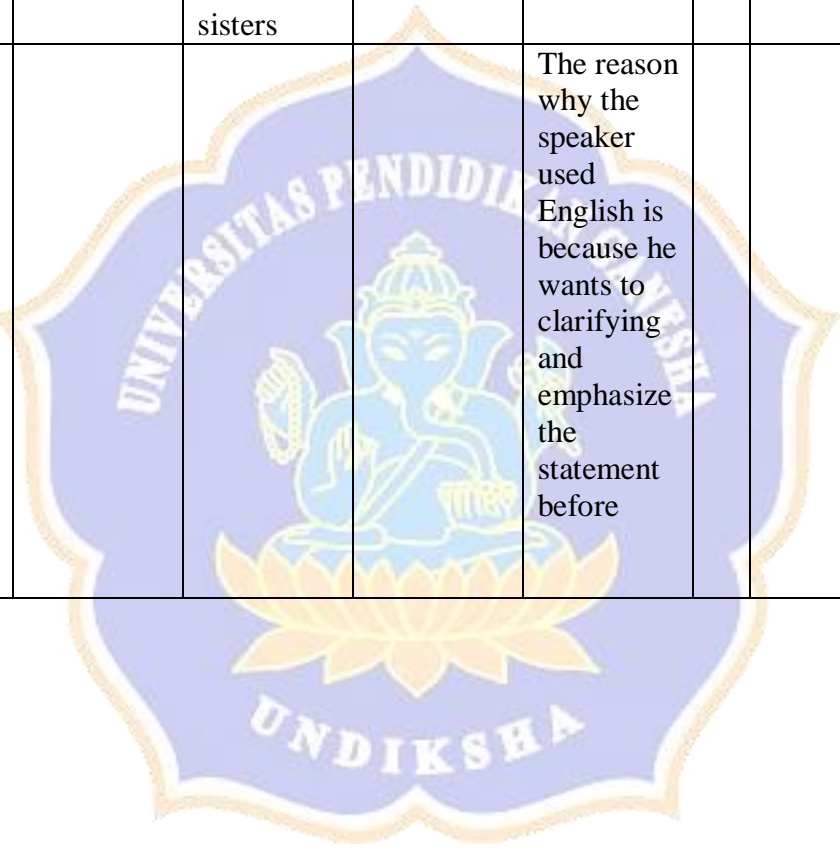 sisters
The reason
why the
speaker
used
English is
because he
wants to
clarifying
and
emphasize
the
statement
before
UNIVERSITAS PENDIDIKAN GANESHA
UNDIKSHA